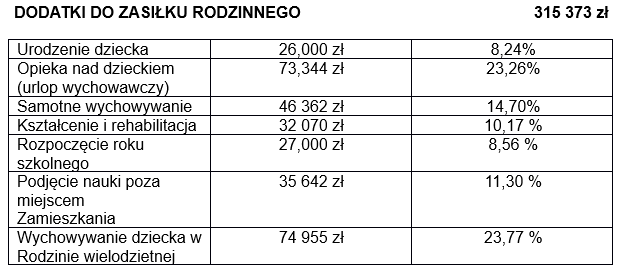 DODATKI DO ZASIŁKU RODZINNEGO 315 373 zł
Urodzenie dziecka 26,000 zł 8,24%
Opieka nad dzieckiem 73,344 zł 23,26%
(urlop wychowawczy)
Samotne wychowywanie 46 362 zł 14,70%
Kształcenie i rehabilitacja 32 070 zł 10,17 %
Rozpoczęcie roku 27,000 zł 8,56 %
szkolnego
Podjęcie nauki poza 35 642 zł 11,30 %
miejscem
Zamieszkania
Wychowywanie dziecka w 74 955 zł 23,77 %
Rodzinie wielodzietnej